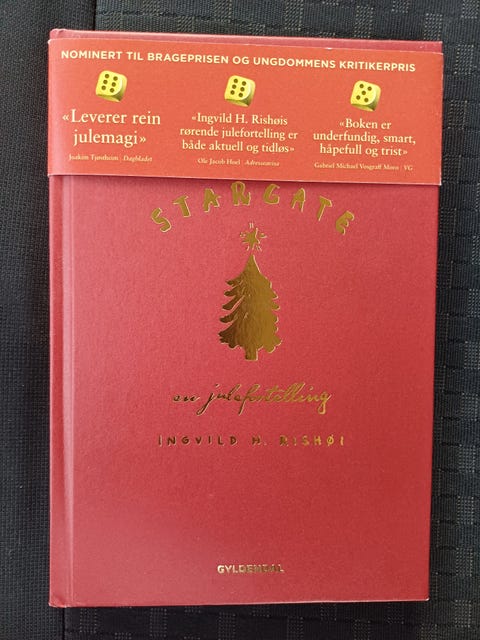 NOMINERT TIL BRAGEPRISEN OG UNGDOMMENS KRITIKERPRIS
«Leverer rein
julemagi»
Joakim Tjøstheim | Dagbladet
«Ingvild H. Rishøis
rørende julefortelling er
både aktuell og tidløs»
Ole Jacob Hoel | Adresseavisa
«Boken er
underfundig, smart,
håpefull og trist»
Gabriel Michael Vosgraff Moro | VG
STARGATE
en julefortelling
INGVILD H. RISHØI
GYLDENDAL